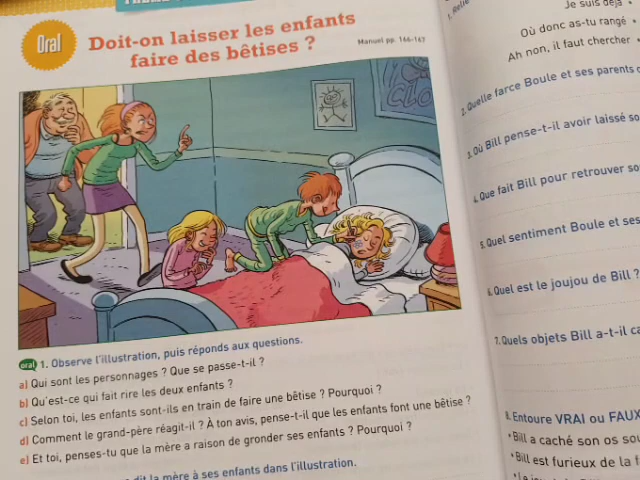 Oral
Doit-on laisser les enfants
faire des bêtises ?
Manuel pp. 166-167
oral 1. Observe l'illustration, puis réponds aux questions.
a) Qui sont les personnages ? Que se passe-t-il ?
b) Qu'est-ce qui fait rire les deux enfants ?
c) Selon toi, les enfants sont-ils en train de faire une bêtise ? Pourquoi ?
d) Comment le grand-père réagit-il ? À ton avis, pense-t-il que les enfants font une bêtise ?
e) Et toi, penses-tu que la mère a raison de gronder ses enfants ? Pourquoi ?
dit la mère à ses enfants dans l'illustration.
1. Relie
Je suis déjà
Où donc as-tu rangé
Ah non, il faut chercher
2. Quelle farce Boule et ses parents
3. Où Bill pense-t-il avoir laissé so
4. Que fait Bill pour retrouver so
5. Quel sentiment Boule et ses
6. Quel est le joujou de Bill ?
7. Quels objets Bill a-t-il ca
8. Entoure VRAI ou FAUX
• Bill a caché son os sou
• Bill est furieux de la f